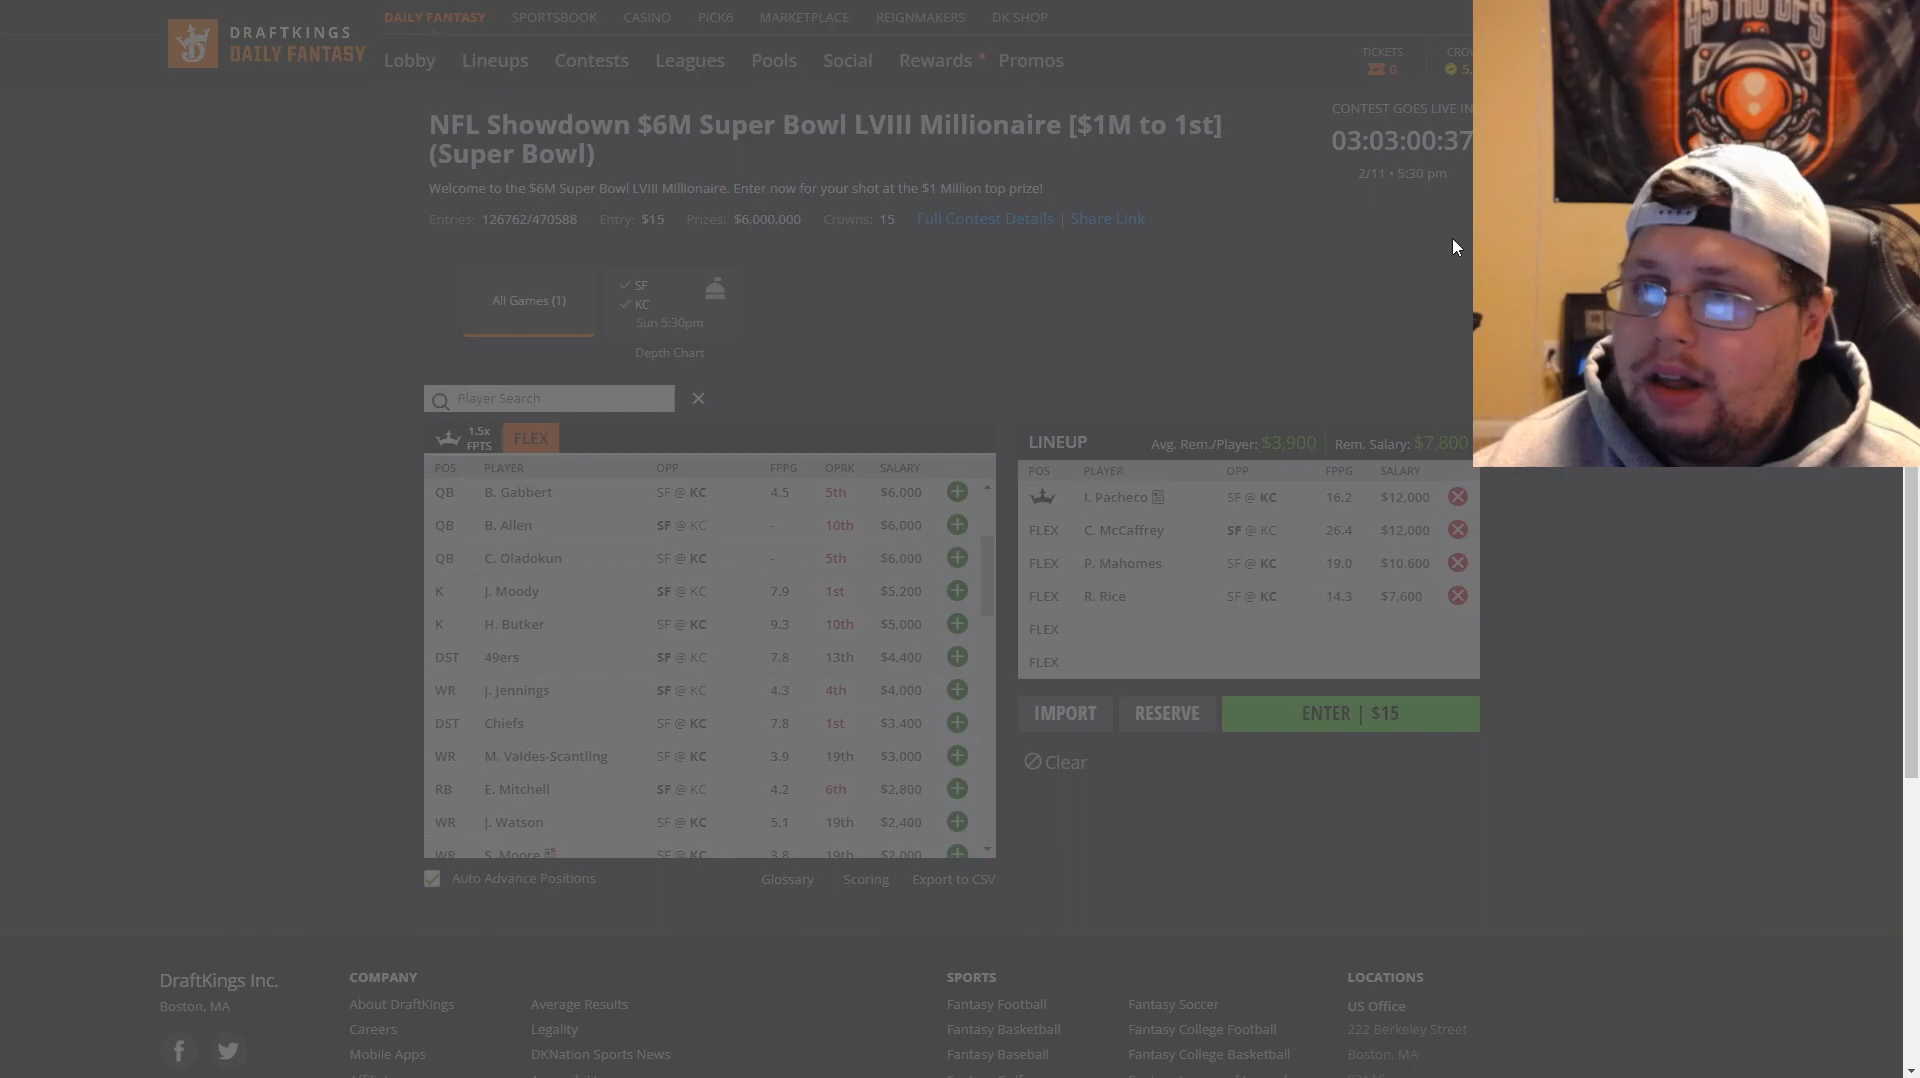 DAILY FANTASY SPORTSBOOK CASINO PICK6 MARKETPLACE REIGNMAKERS DK SHOP
DRAFTKINGS
DAILY FANTASY
Lobby Lineups Contests Leagues Pools Social Rewards Promos
TICKETS
0
CROW
5,
ASTRO DFS
NFL Showdown $6M Super Bowl LVIII Millionaire [$1M to 1st]
(Super Bowl)
Welcome to the $6M Super Bowl LVIII Millionaire. Enter now for your shot at the $1 Million top prize!
Entries: 126762/470588 Entry: $15 Prizes: $6,000,000 Crowns: 15 Full Contest Details | Share Link
CONTEST GOES LIVE IN
03:03:00:37
2/11 • 5:30 pm
All Games (1)
SF
KC
Sun 5:30pm
Depth Chart
Player Search
1.5x
FPTS
FLEX
POS PLAYER OPP FPPG OPRK SALARY
QB B. Gabbert SF @ KC 4.5 5th $6,000
QB B. Allen SF @ KC - 10th $6,000
QB C. Oladokun SF @ KC - 5th $6,000
K J. Moody SF @ KC 7.9 1st $5,200
K H. Butker SF @ KC 9.3 10th $5,000
DST 49ers SF @ KC 7.8 13th $4,400
WR J. Jennings SF @ KC 4.3 4th $4,000
DST Chiefs SF @ KC 7.8 1st $3,400
WR M. Valdes-Scantling SF @ KC 3.9 19th $3,000
RB E. Mitchell SF @ KC 4.2 6th $2,800
WR J. Watson SF @ KC 5.1 19th $2,400
WR S. Moore SF @ KC 3.8 19th $2,000
Auto Advance Positions
Glossary Scoring Export to CSV
LINEUP Avg. Rem./Player: $3,900 Rem. Salary: $7,800
POS PLAYER OPP FPPG SALARY
I. Pacheco SF @ KC 16.2 $12,000
FLEX C. McCaffrey SF @ KC 26.4 $12,000
FLEX P. Mahomes SF @ KC 19.0 $10,600
FLEX R. Rice SF @ KC 14.3 $7,600
FLEX
FLEX
IMPORT RESERVE ENTER | $15
Clear
DraftKings Inc.
Boston, MA
COMPANY
About DraftKings
Careers
Mobile Apps
Average Results
Legality
DKNation Sports News
SPORTS
Fantasy Football
Fantasy Basketball
Fantasy Baseball
Fantasy Soccer
Fantasy College Football
Fantasy College Basketball
LOCATIONS
US Office
222 Berkeley Street
Boston, MA